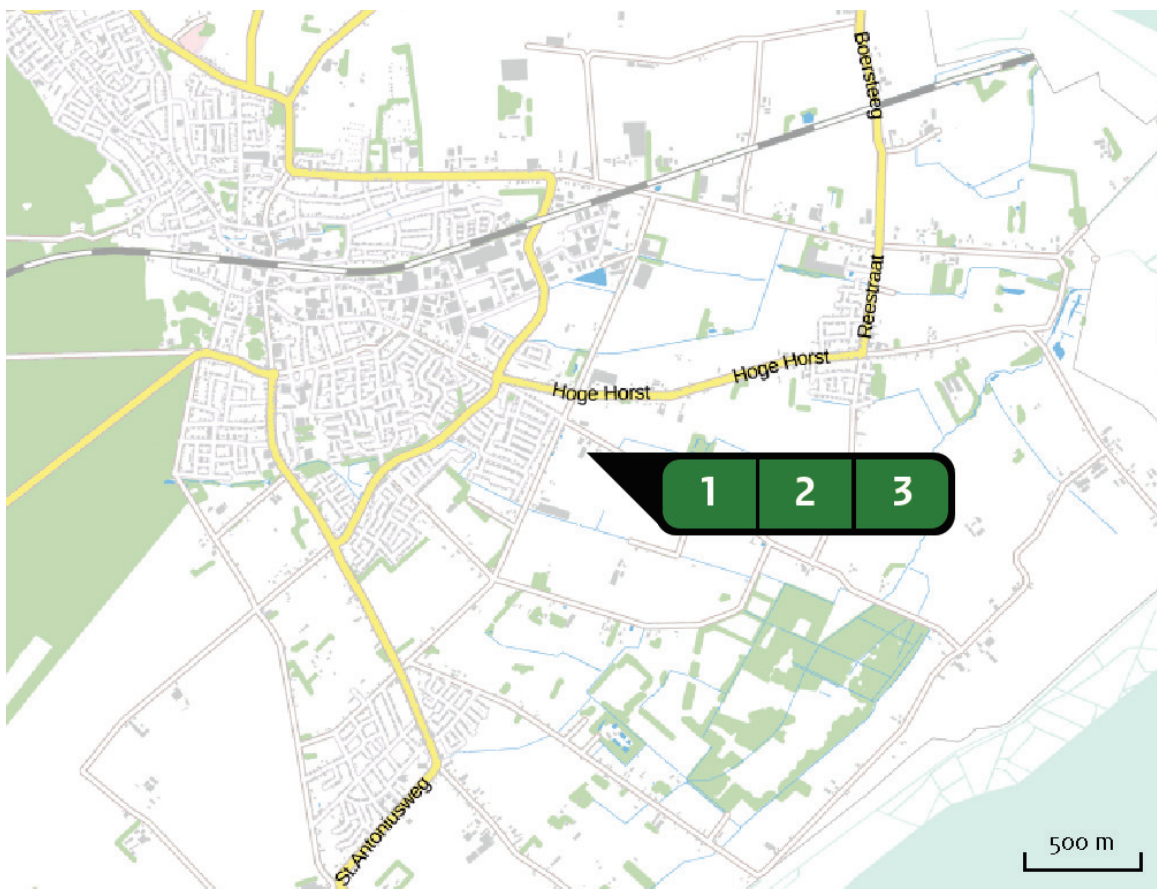 Boersteeg
Reestraat
Hoge Horst
Hoge Horst
1 2 3
St.Antoniusweg
500 m